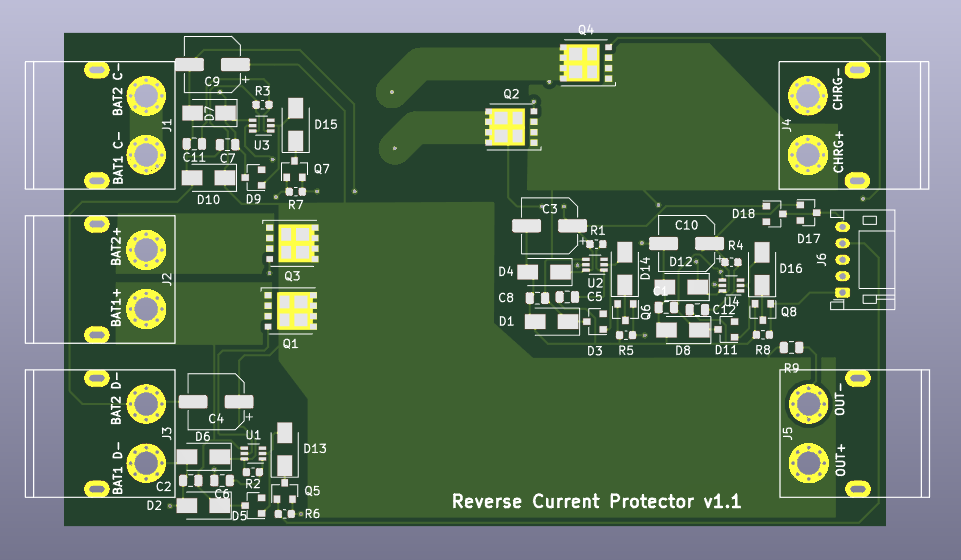 Q4
BAT2 C-
C9
R3
Q2
CHRG-
D7
D15
J1
U3
J4
BAT1 C-
C11
C7
CHRG+
Q7
D10
D9
R7
C3
D18
D17
BAT2+
R1
C10
R4
J6
Q3
D4
U2
D14
D12
D16
J2
BAT1+
C8
C5
C1
U4
C12
Q6
Q8
D1
Q1
D3
R5
D8
D11
R8
R9
BAT2 D-
OUT-
C4
J3
D6
U1
D13
J5
BAT1 D-
OUT+
R2
C2
C6
Q5
D2
D5
R6
Reverse Current Protector v1.1